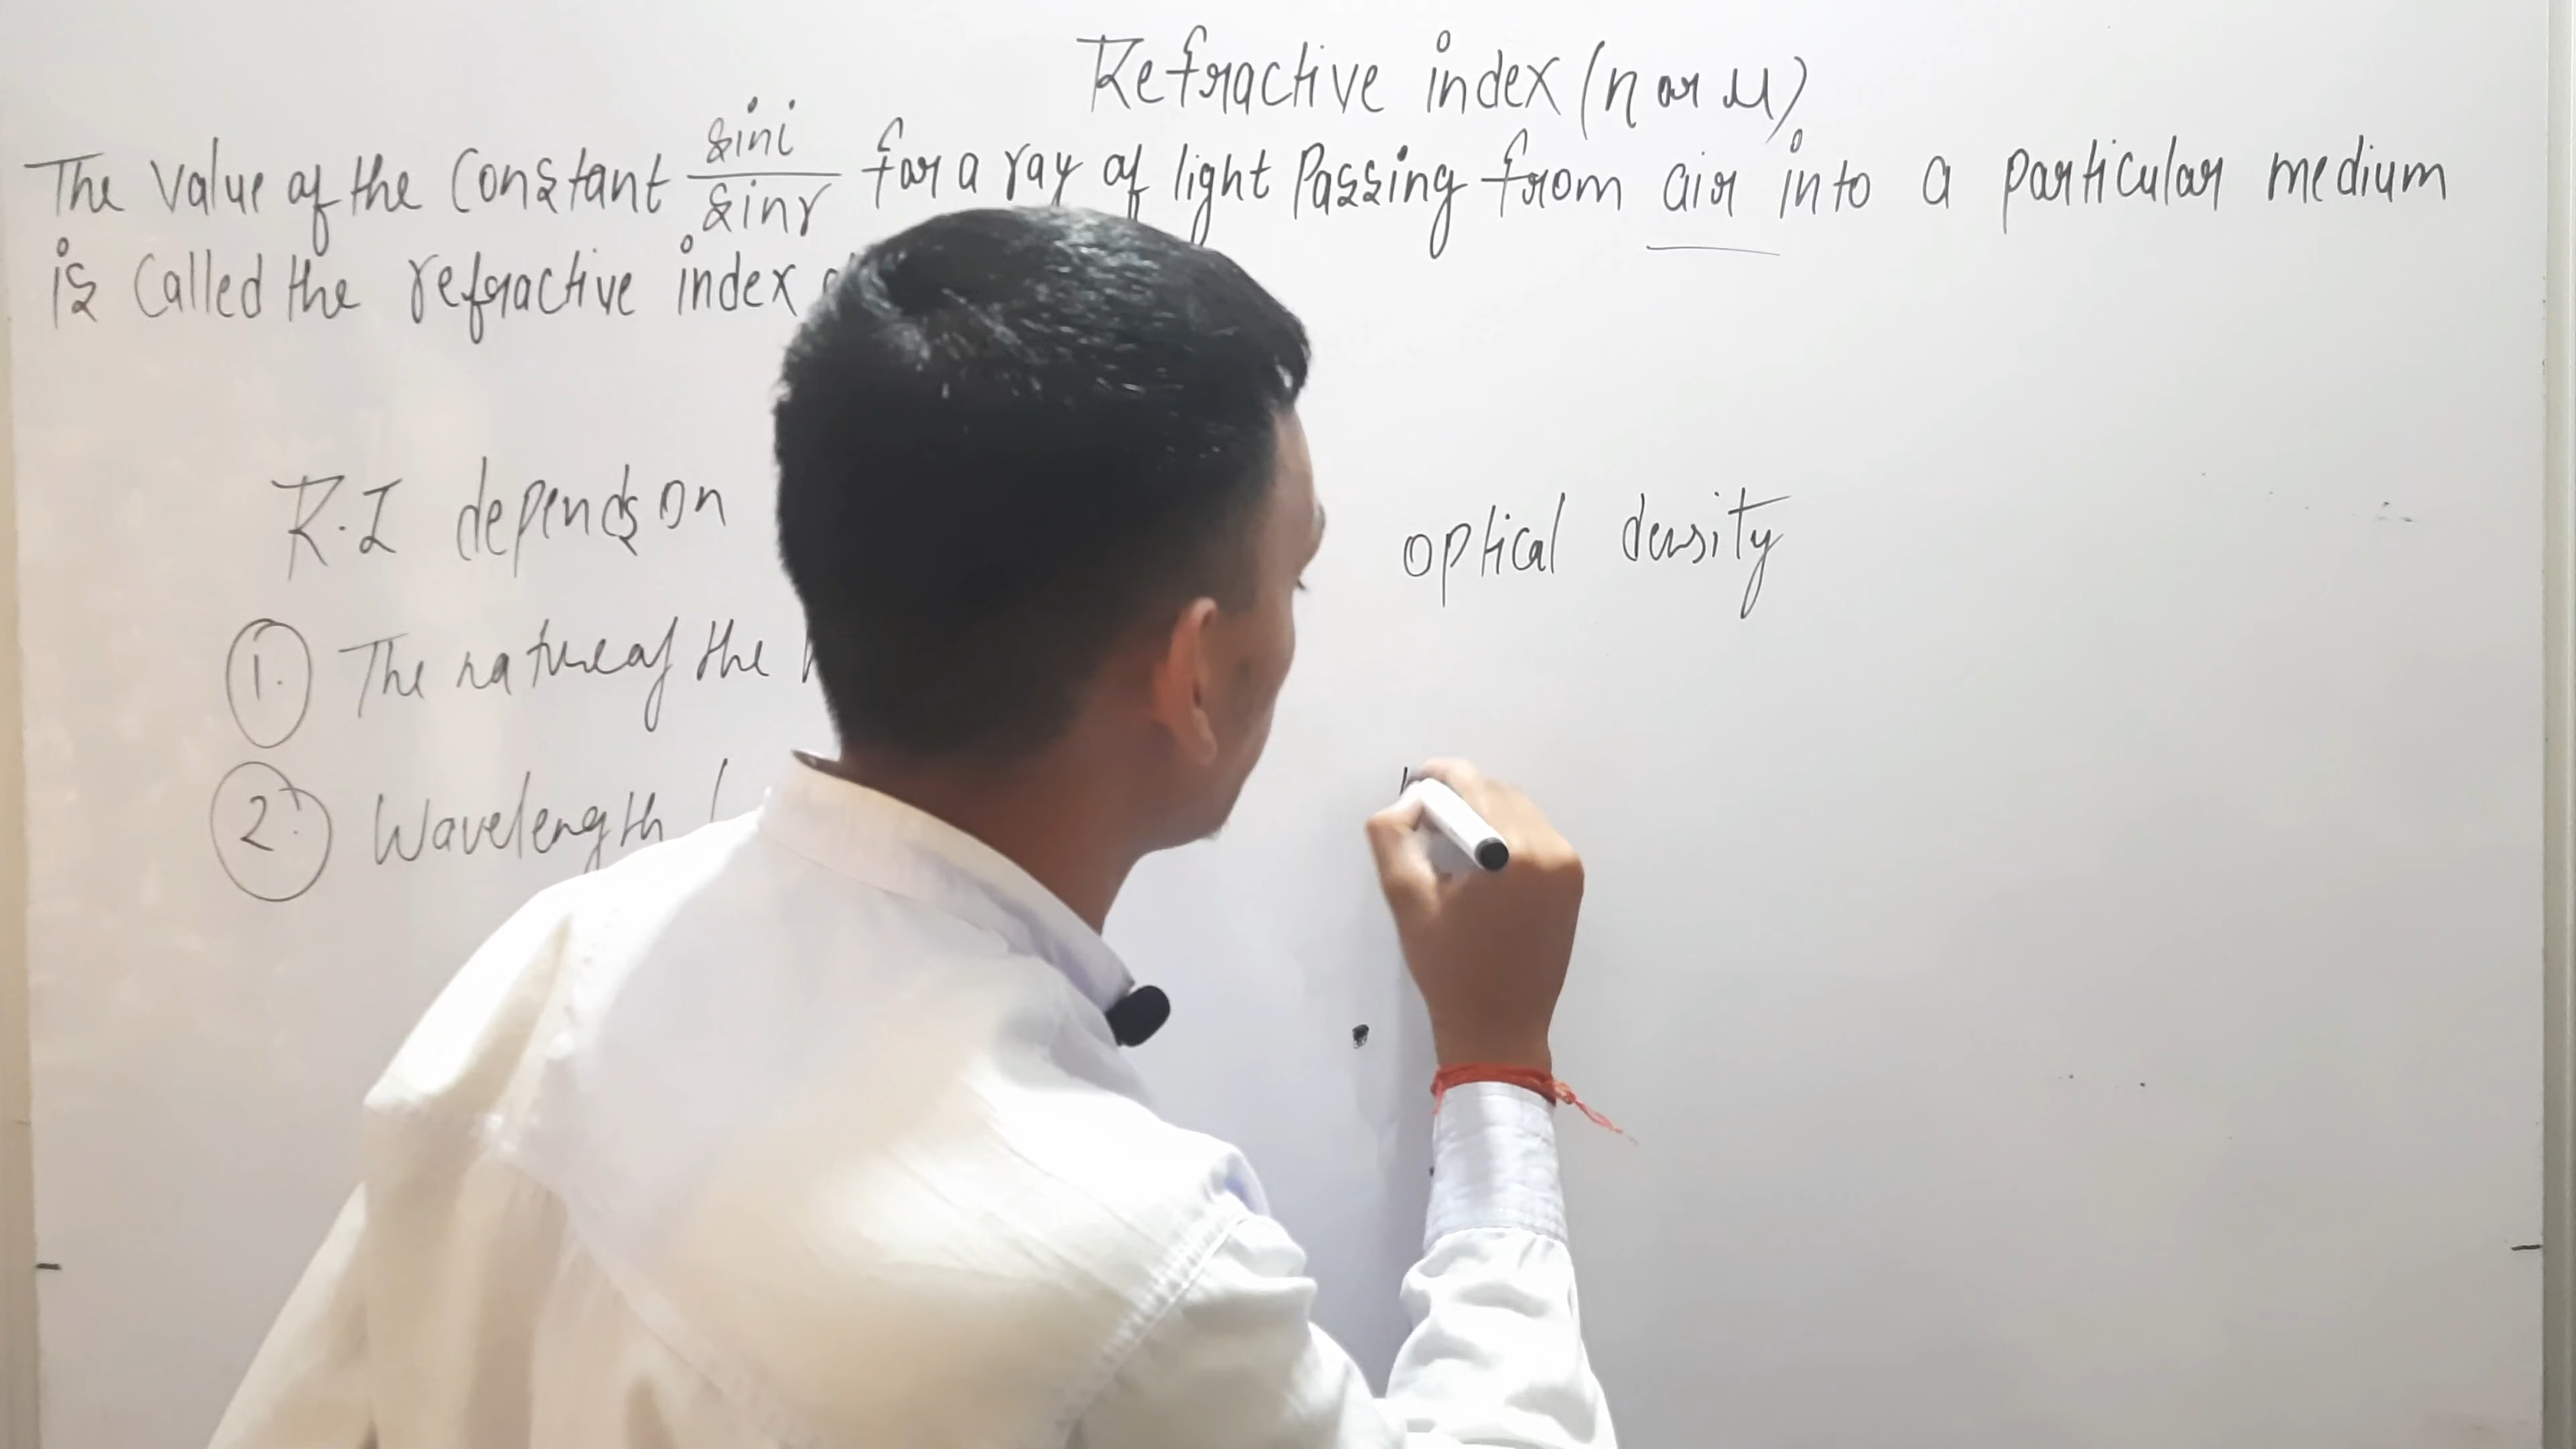 Refractive index (η or μ)
The value of the constant sini/sinr for a ray of light passing from air into a particular medium
is called the refractive index
R.I depends on
optical density
1. The nature of the
2. Wavelength